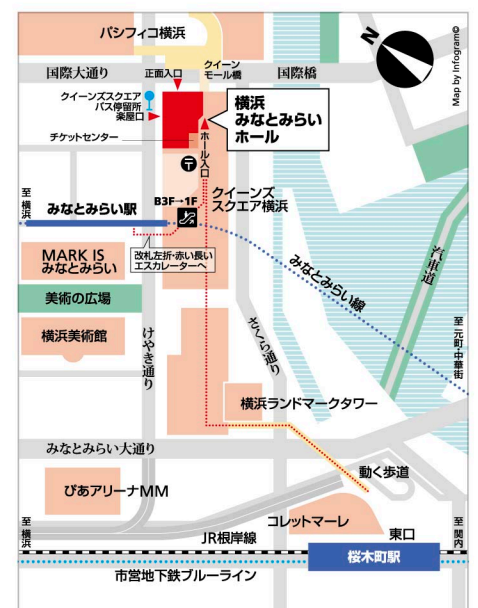 パシフィコ横浜
N
Map by Infogram©
国際大通り
正面入口
クイーン
モール橋
国際橋
クイーンズスクエア
バス停留所
楽屋口
横浜
みなとみらい
ホール
チケットセンター
ホール入口
〒
至横浜
みなとみらい駅
B3F→1F
クイーンズ
スクエア横浜
改札左折・赤い長い
エスカレーターへ
MARK IS
みなとみらい
みなとみらい線
汽車道
美術の広場
至元町・中華街
横浜美術館
けやき通り
さくら通り
横浜ランドマークタワー
みなとみらい大通り
動く歩道
ぴあアリーナMM
コレットマーレ
東口
至横浜
JR根岸線
至関内
桜木町駅
市営地下鉄ブルーライン